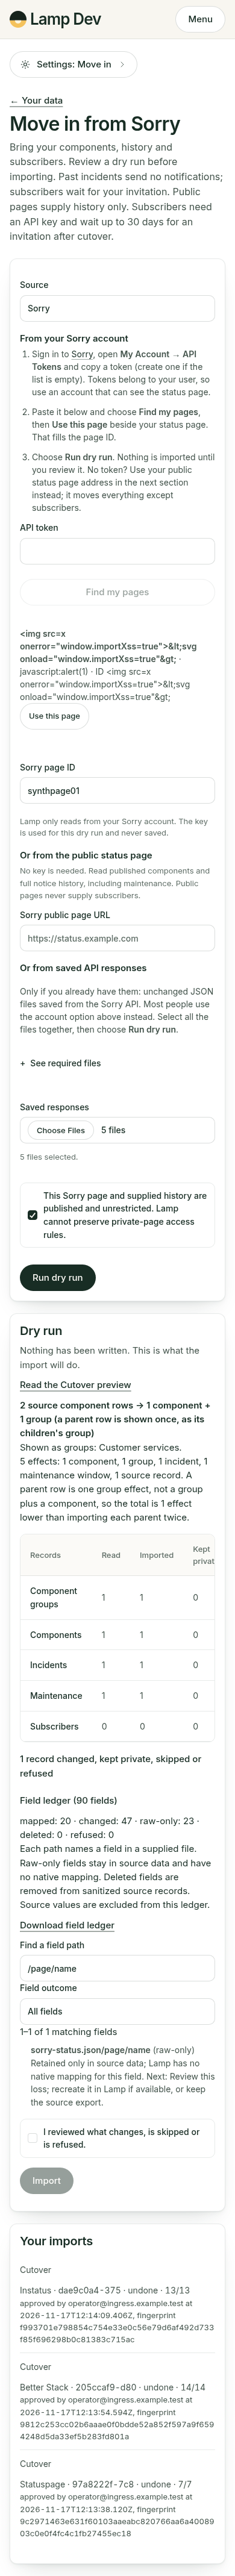 Lamp Dev
Menu
Settings: Move in
← Your data
Move in from Sorry
Bring your components, history and
subscribers. Review a dry run before
importing. Past incidents send no notifications;
subscribers wait for your invitation. Public
pages supply history only. Subscribers need
an API key and wait up to 30 days for an
invitation after cutover.
Source
Sorry
From your Sorry account
1. Sign in to Sorry, open My Account → API
Tokens and copy a token (create one if the
list is empty). Tokens belong to your user, so
use an account that can see the status page.
2. Paste it below and choose Find my pages,
then Use this page beside your status page.
That fills the page ID.
3. Choose Run dry run. Nothing is imported until
you review it. No token? Use your public
status page address in the next section
instead; it moves everything except
subscribers.
API token
Find my pages
<img src=x
onerror="window.importXss=true">&lt;svg
onload="window.importXss=true"&gt; ·
javascript:alert(1) · ID <img src=x
onerror="window.importXss=true">&lt;svg
onload="window.importXss=true"&gt;
Use this page
Sorry page ID
synthpage01
Lamp only reads from your Sorry account. The key
is used for this dry run and never saved.
Or from the public status page
No key is needed. Read published components and
full notice history, including maintenance. Public
pages never supply subscribers.
Sorry public page URL
https://status.example.com
Or from saved API responses
Only if you already have them: unchanged JSON
files saved from the Sorry API. Most people use
the account option above instead. Select all the
files together, then choose Run dry run.
+ See required files
Saved responses
Choose Files 5 files
5 files selected.
This Sorry page and supplied history are
published and unrestricted. Lamp
cannot preserve private-page access
rules.
Run dry run
Dry run
Nothing has been written. This is what the
import will do.
Read the Cutover preview
2 source component rows → 1 component +
1 group (a parent row is shown once, as its
children's group)
Shown as groups: Customer services.
5 effects: 1 component, 1 group, 1 incident, 1
maintenance window, 1 source record. A
parent row is one group effect, not a group
plus a component, so the total is 1 effect
lower than importing each parent twice.
Records Read Imported Kept privat
Component groups 1 1 0
Components 1 1 0
Incidents 1 1 0
Maintenance 1 1 0
Subscribers 0 0 0
1 record changed, kept private, skipped or
refused
Field ledger (90 fields)
mapped: 20 · changed: 47 · raw-only: 23 ·
deleted: 0 · refused: 0
Each path names a field in a supplied file.
Raw-only fields stay in source data and have
no native mapping. Deleted fields are
removed from sanitized source records.
Source values are excluded from this ledger.
Download field ledger
Find a field path
/page/name
Field outcome
All fields
1–1 of 1 matching fields
sorry-status.json/page/name (raw-only)
Retained only in source data; Lamp has no
native mapping for this field. Next: Review this
loss; recreate it in Lamp if available, or keep
the source export.
I reviewed what changes, is skipped or
is refused.
Import
Your imports
Cutover
Instatus · dae9c0a4-375 · undone · 13/13
approved by operator@ingress.example.test at
2026-11-17T12:14:09.406Z, fingerprint
f993701e798854c754e33e0c56e79d6af492d733
f85f696298b0c81383c715ac
Cutover
Better Stack · 205ccaf9-d80 · undone · 14/14
approved by operator@ingress.example.test at
2026-11-17T12:13:54.594Z, fingerprint
9812c253cc02b6aaae0f0bdde52a852f597a9f659
4248d5da33ef5b283fd801a
Cutover
Statuspage · 97a8222f-7c8 · undone · 7/7
approved by operator@ingress.example.test at
2026-11-17T12:13:38.120Z, fingerprint
9c2971463e631f60103aaeabc820766aa6a40089
03c0e0f4fc4c1fb27455ec18